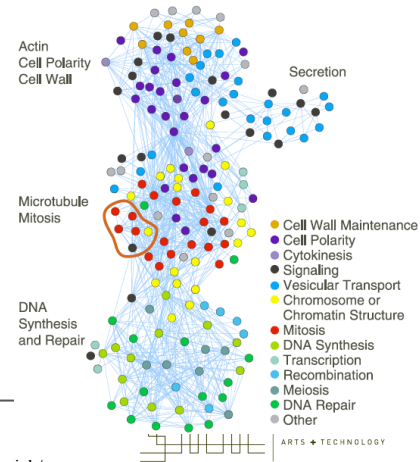 Actin
Cell Polarity
Cell Wall
Secretion
Microtubule
Mitosis
Cell Wall Maintenance
Cell Polarity
Cytokinesis
Signaling
Vesicular Transport
Chromosome or
Chromatin Structure
Mitosis
DNA Synthesis
Transcription
Recombination
Meiosis
DNA Repair
Other
DNA
Synthesis
and Repair
ARTS + TECHNOLOGY